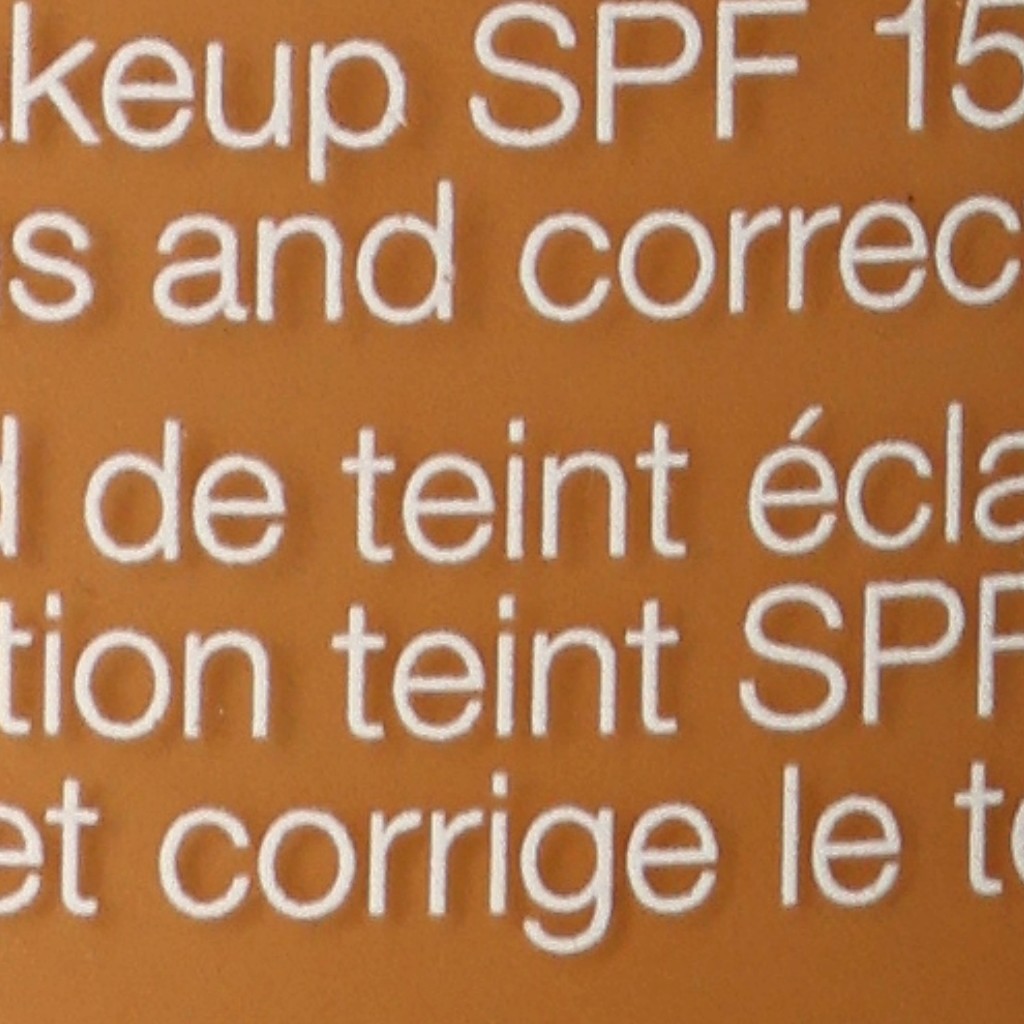 akeup SPF 15
s and correc
d de teint écla
tion teint SPF
et corrige le te